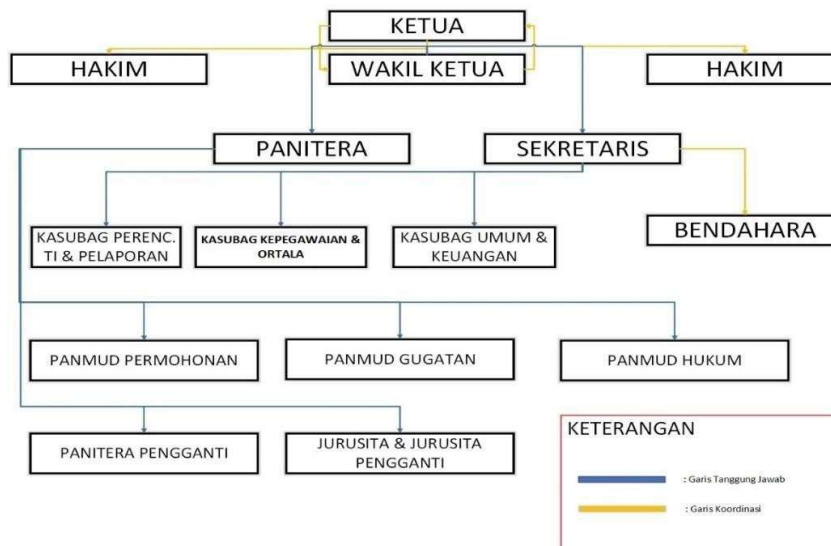 KETUA
HAKIM
WAKIL KETUA
HAKIM
PANITERA
SEKRETARIS
KASUBAG PERENC.
TI & PELAPORAN
KASUBAG KEPEGAWAIAN &
ORTALA
KASUBAG UMUM &
KEUANGAN
BENDAHARA
PANMUD PERMOHONAN
PANMUD GUGATAN
PANMUD HUKUM
PANITERA PENGGANTI
JURUSITA & JURUSITA
PENGGANTI
KETERANGAN
: Garis Tanggung Jawab
: Garis Koordinasi